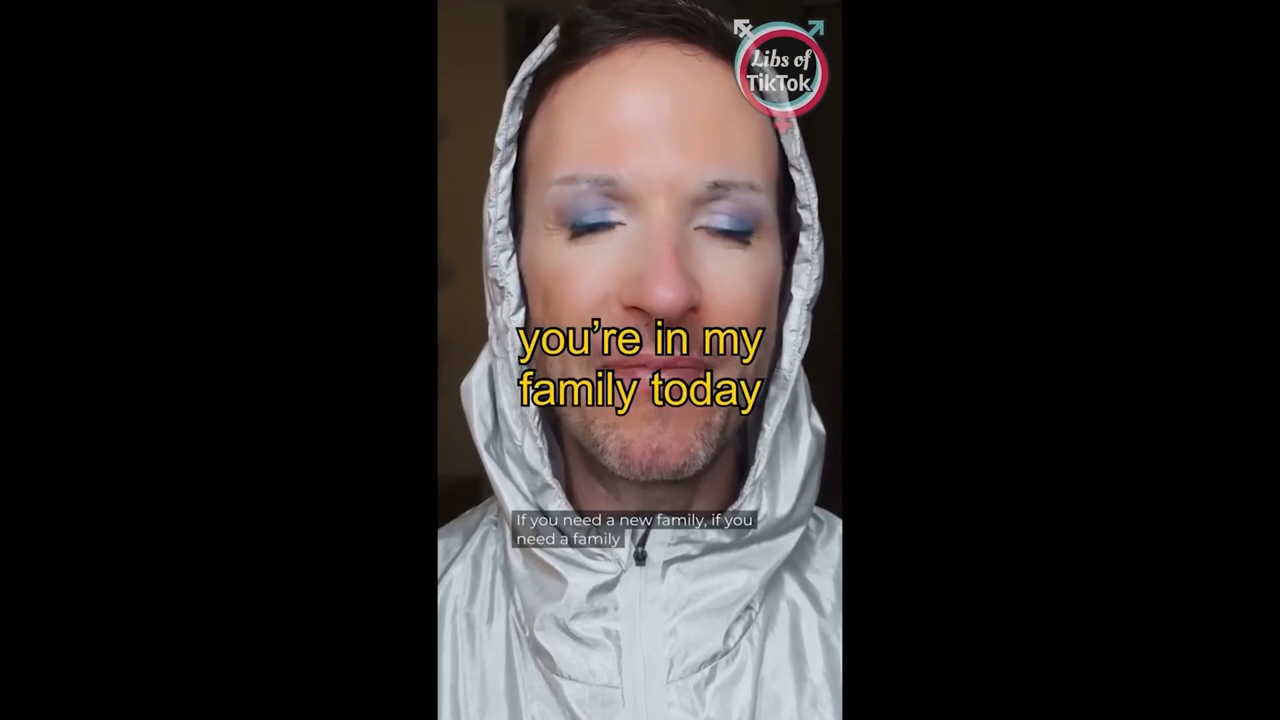 Libs of
TikTok
you're in my
family today
If you need a new family, if you
need a family